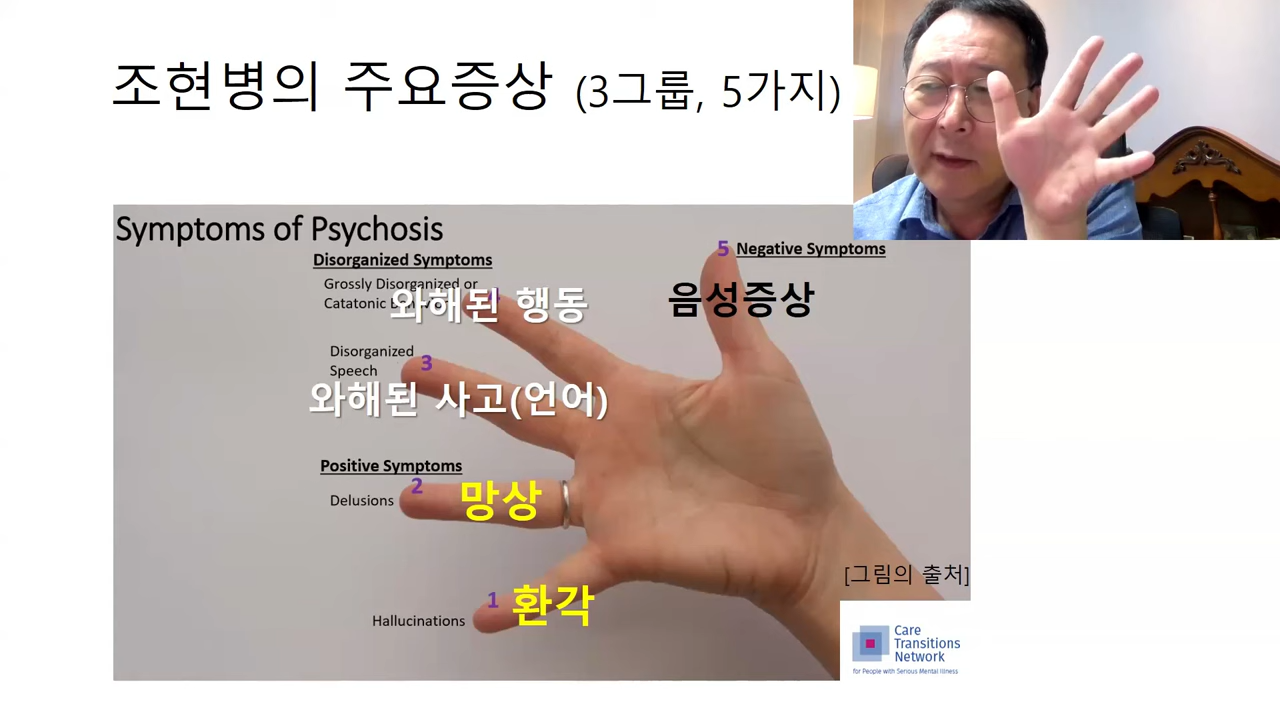 조현병의 주요증상 (3그룹, 5가지)
Symptoms of Psychosis
Disorganized Symptoms
Grossly Disorganized or
Catatonic
와해된 행동
5 Negative Symptoms
음성증상
Disorganized
Speech
3
와해된 사고(언어)
Positive Symptoms
2
Delusions
망상
1
Hallucinations
환각
[그림의 출처]
Care
Transitions
Network
for People with Serious Mental Illness